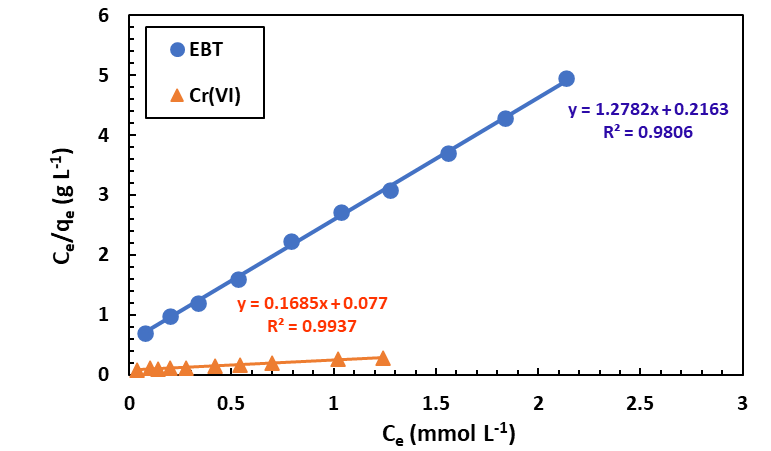 6
5
4
3
2
1
0
Cₑ/qₑ (g L⁻¹)
EBT
Cr(VI)
y = 1.2782x + 0.2163
R² = 0.9806
y = 0.1685x + 0.077
R² = 0.9937
0 0.5 1 1.5 2 2.5 3
Cₑ (mmol L⁻¹)